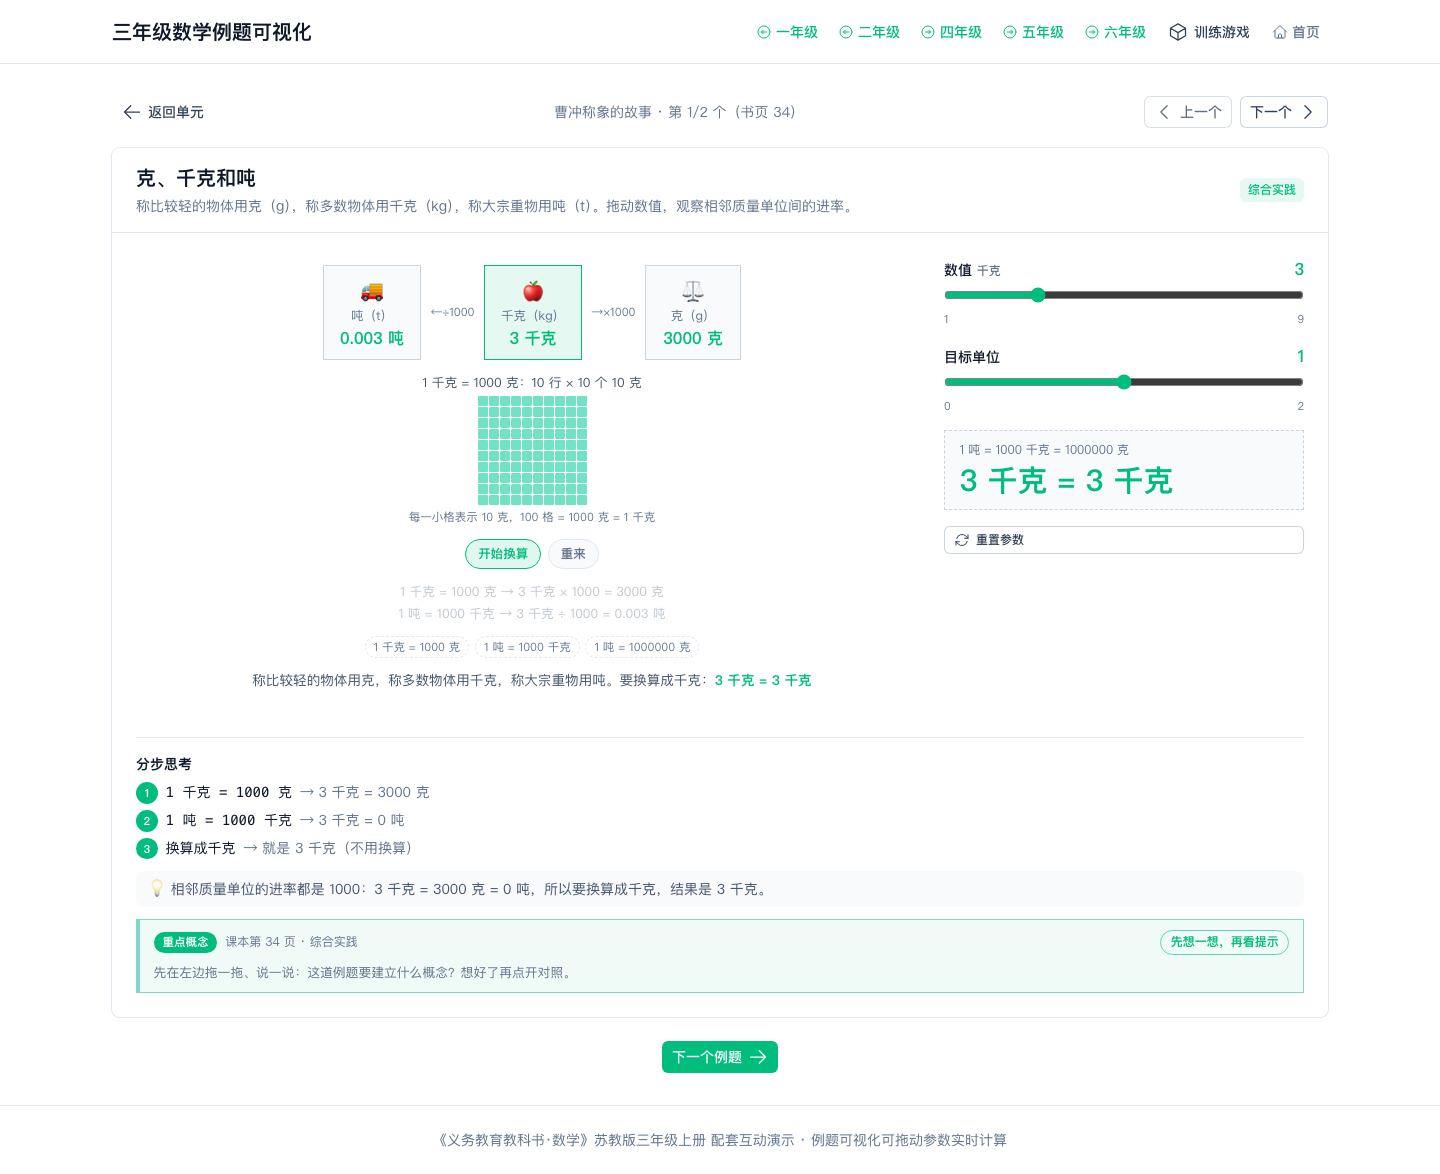 三年级数学例题可视化
一年级
二年级
四年级
五年级
六年级
训练游戏
首页
返回单元
曹冲称象的故事 · 第 1/2 个（书页 34）
上一个
下一个
克、千克和吨
称比较轻的物体用克（g），称多数物体用千克（kg），称大宗重物用吨（t）。拖动数值，观察相邻质量单位间的进率。
综合实践
吨（t）
0.003 吨
←÷1000
千克（kg）
3 千克
→×1000
克（g）
3000 克
1 千克 = 1000 克：10 行 × 10 个 10 克
每一小格表示 10 克，100 格 = 1000 克 = 1 千克
开始换算
重来
1 千克 = 1000 克 → 3 千克 × 1000 = 3000 克
1 吨 = 1000 千克 → 3 千克 ÷ 1000 = 0.003 吨
1 千克 = 1000 克
1 吨 = 1000 千克
1 吨 = 1000000 克
称比较轻的物体用克，称多数物体用千克，称大宗重物用吨。要换算成千克：3 千克 = 3 千克
数值 千克
3
1
9
目标单位
1
0
2
1 吨 = 1000 千克 = 1000000 克
3 千克 = 3 千克
重置参数
分步思考
1 1 千克 = 1000 克 → 3 千克 = 3000 克
2 1 吨 = 1000 千克 → 3 千克 = 0 吨
3 换算成千克 → 就是 3 千克（不用换算）
💡 相邻质量单位的进率都是 1000：3 千克 = 3000 克 = 0 吨，所以要换算成千克，结果是 3 千克。
重点概念
课本第 34 页 · 综合实践
先想一想，再看提示
先在左边拖一拖、说一说：这道例题要建立什么概念？想好了再点开对照。
下一个例题 →
《义务教育教科书·数学》苏教版三年级上册 配套互动演示 · 例题可视化可拖动参数实时计算